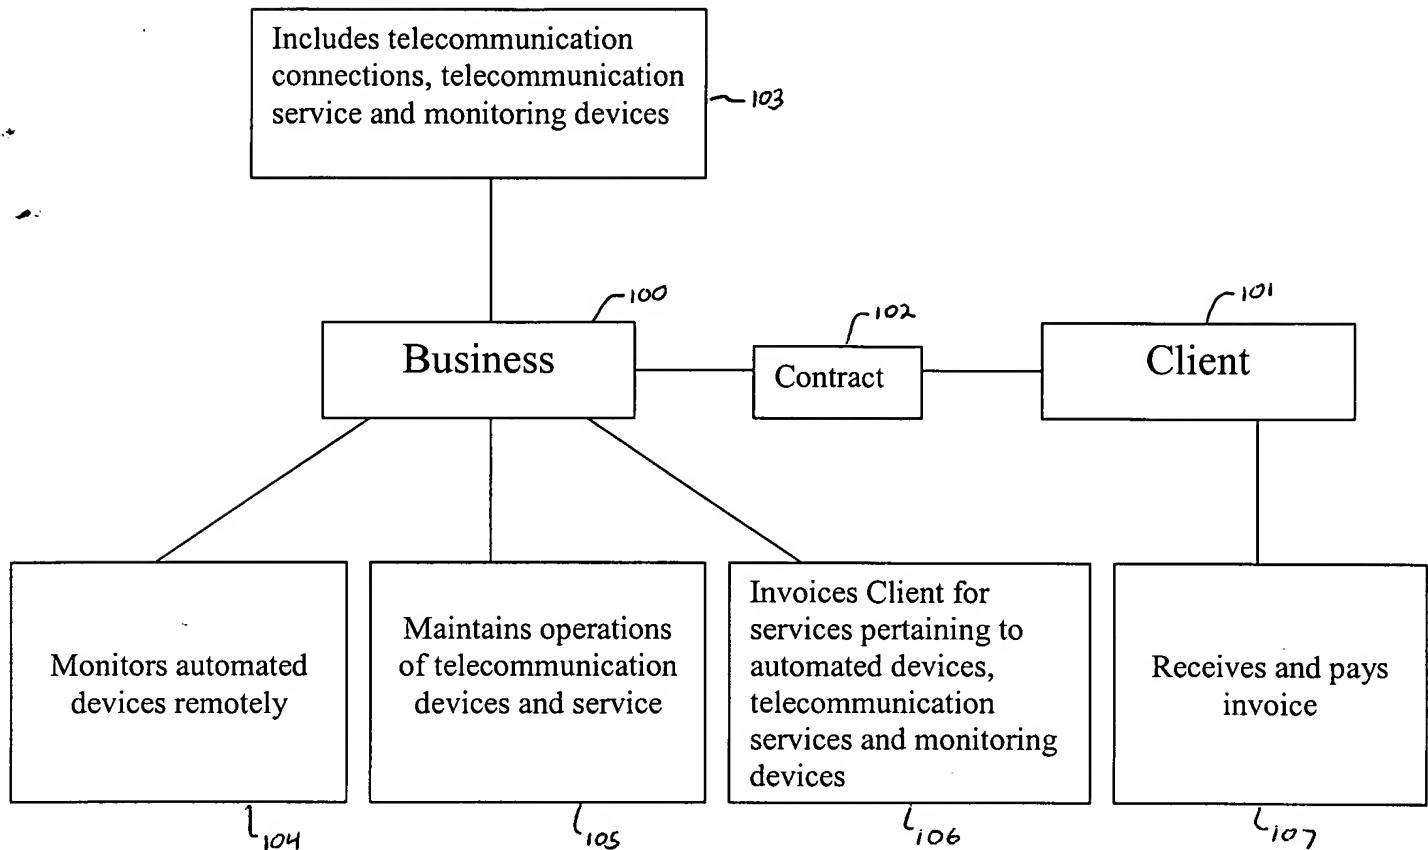 Includes telecommunication
connections, telecommunication
service and monitoring devices
103
100
Business
102
Contract
101
Client
Monitors automated
devices remotely
104
Maintains operations
of telecommunication
devices and service
105
Invoices Client for
services pertaining to
automated devices,
telecommunication
services and monitoring
devices
106
Receives and pays
invoice
107